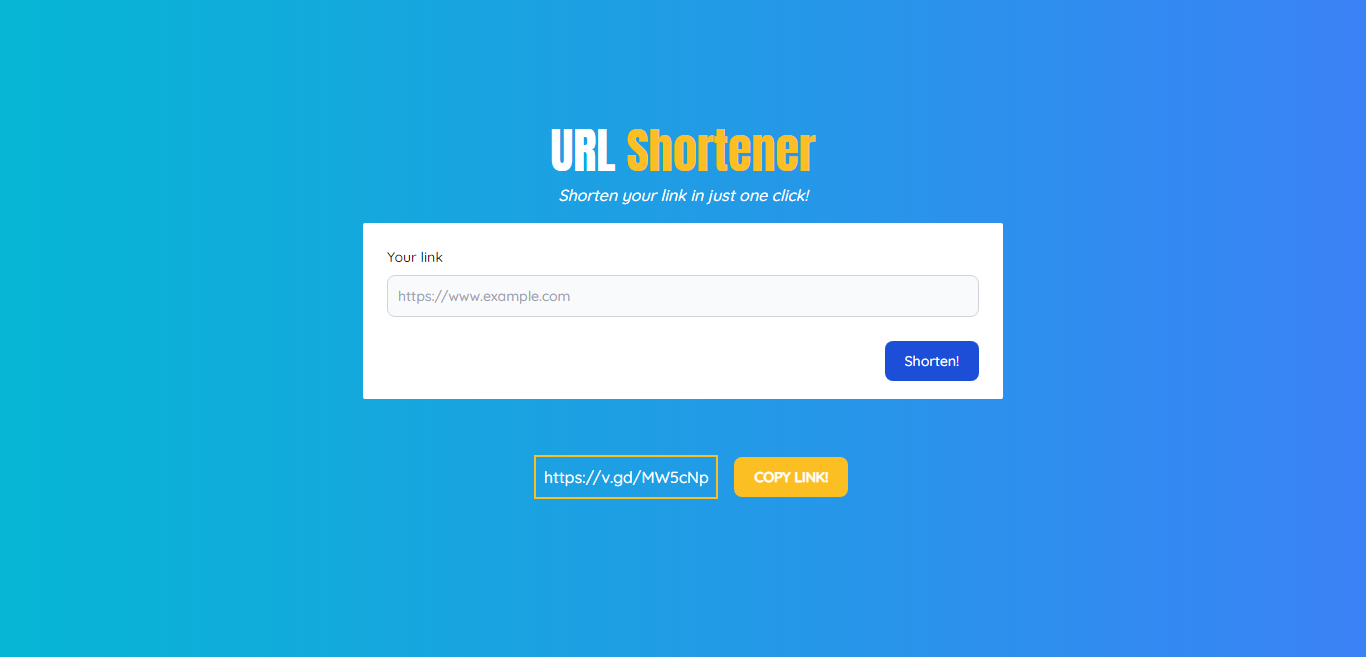 URL Shortener
Shorten your link in just one click!
Your link
https://www.example.com
Shorten!
https://v.gd/MW5cNp COPY LINK!